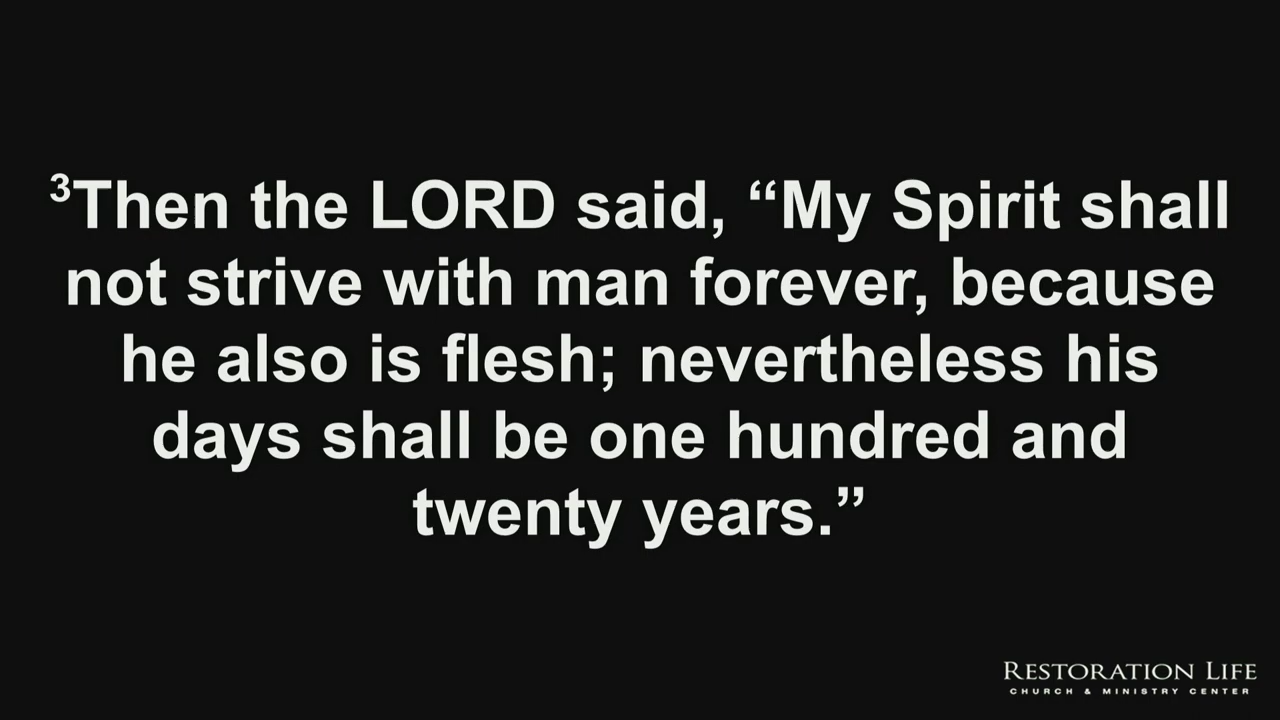 ³Then the LORD said, “My Spirit shall
not strive with man forever, because
he also is flesh; nevertheless his
days shall be one hundred and
twenty years.”
RESTORATION LIFE
CHURCH & MINISTRY CENTER